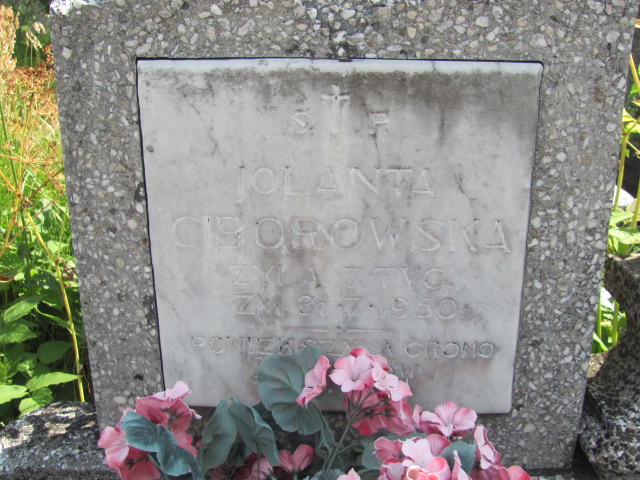 Ś P
JOLANTA
CIBOROWSKA
ŻYŁA 7 TYG.
ZM. 8-7-1950 R.
POWIĘKSZYŁA GRONO